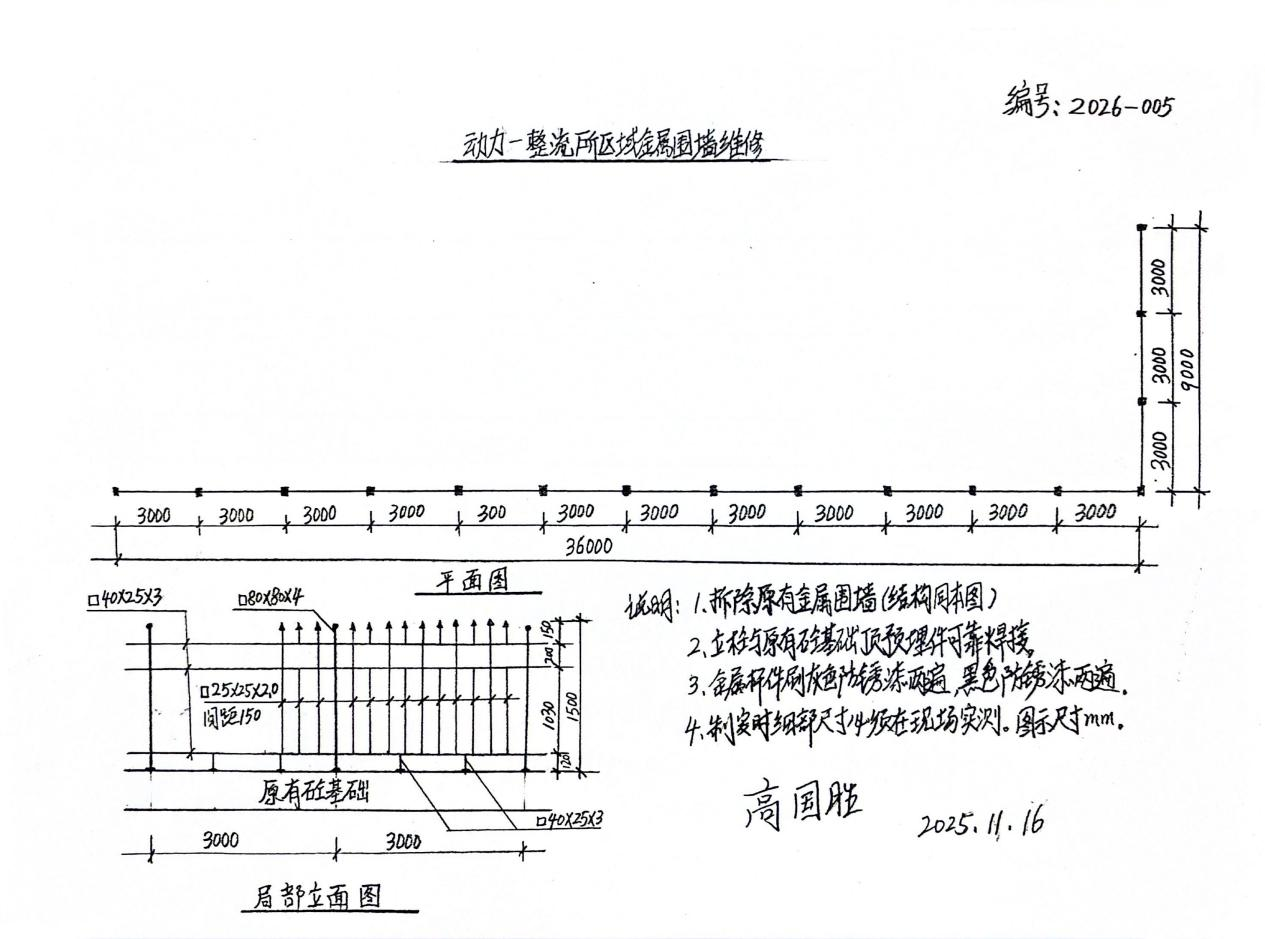 编号:2026-005
动力一整流所区域金属围墙维修
3000
3000
9000
3000
3000 3000 3000 3000 300 3000 3000 3000 3000 3000 3000 3000
36000
平面图
□40X25X3
□80X80X4
150
200
□25X25X2.0
间距150
1030
1500
120
原有砼基础
□40X25X3
3000 3000
局部立面图
说明:1.拆除原有金属围墙(结构同本图)
2、立柱与原有砼基础顶预埋件可靠焊接。
3、金属杆件刷灰色防锈漆两遍,黑色防锈漆两遍。
4、制安时细部尺寸必须在现场实测。图示尺寸mm。
高国胜
2025.11.16